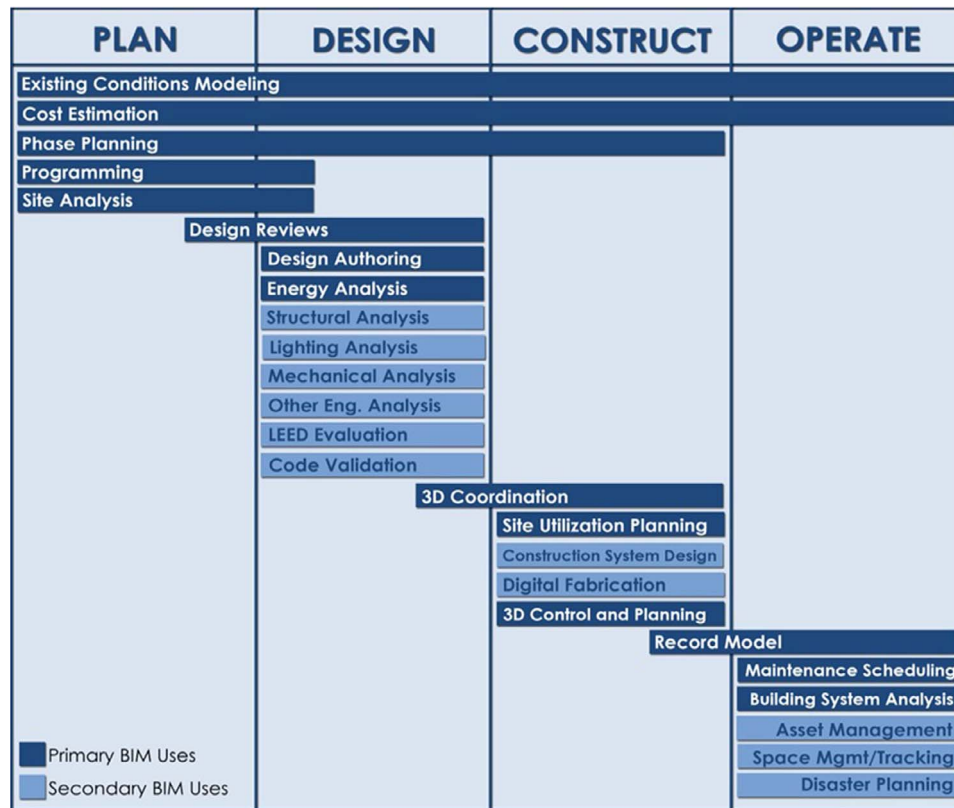 PLAN DESIGN CONSTRUCT OPERATE
Existing Conditions Modeling
Cost Estimation
Phase Planning
Programming
Site Analysis
Design Reviews
Design Authoring
Energy Analysis
Structural Analysis
Lighting Analysis
Mechanical Analysis
Other Eng. Analysis
LEED Evaluation
Code Validation
3D Coordination
Site Utilization Planning
Construction System Design
Digital Fabrication
3D Control and Planning
Record Model
Maintenance Scheduling
Building System Analysis
Asset Management
Space Mgmt/Tracking
Disaster Planning
Primary BIM Uses
Secondary BIM Uses